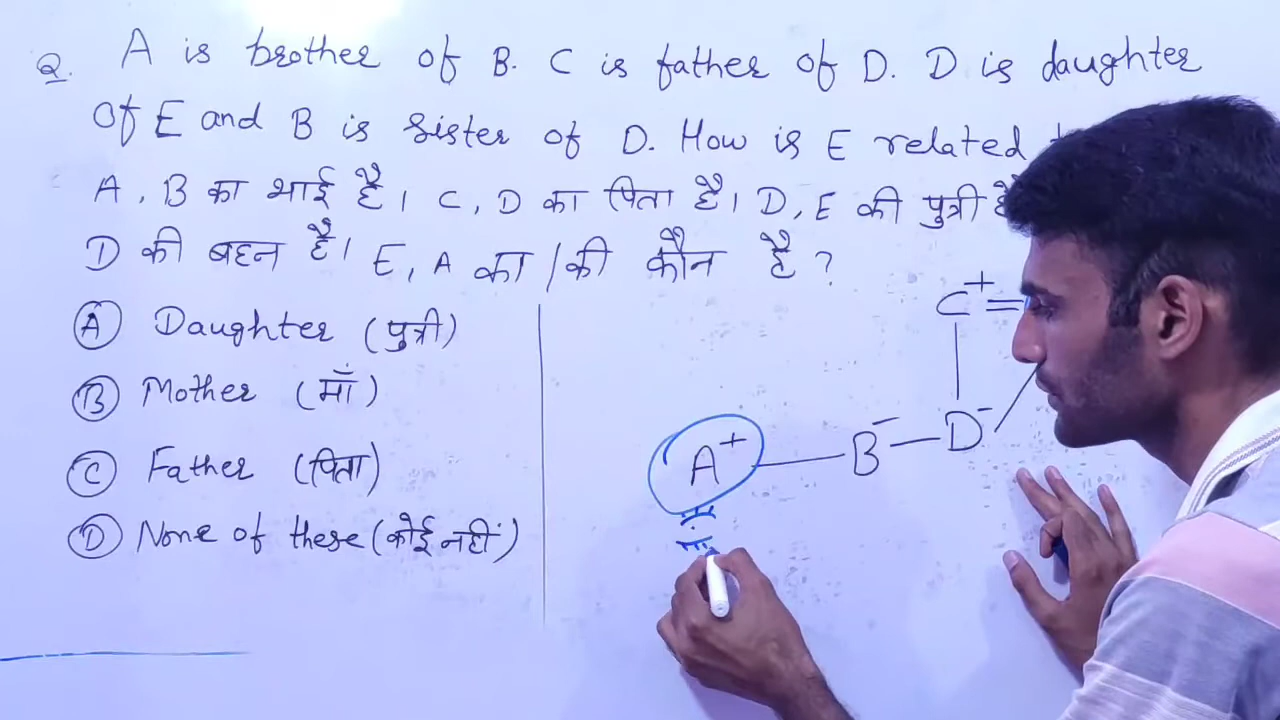 Q. A is brother of B. C is father of D. D is daughter
of E and B is sister of D. How is E related
A, B का भाई है। C, D का पिता है। D, E की पुत्री
D की बहन है। E, A का/की कौन है ?
A Daughter (पुत्री)
B Mother (माँ)
C Father (पिता)
D None of these (कोई नहीं)
C+ =
A+ — B- — D-